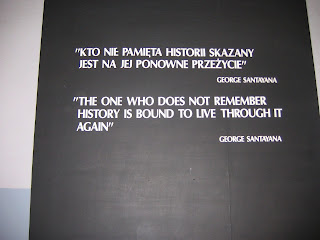 "KTO NIE PAMIĘTA HISTORII SKAZANY
JEST NA JEJ PONOWNE PRZEŻYCIE"
GEORGE SANTAYANA
"THE ONE WHO DOES NOT REMEMBER
HISTORY IS BOUND TO LIVE THROUGH IT
AGAIN"
GEORGE SANTAYANA